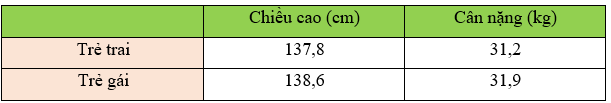 Chiều cao (cm) Cân nặng (kg)
Trẻ trai 137,8 31,2
Trẻ gái 138,6 31,9